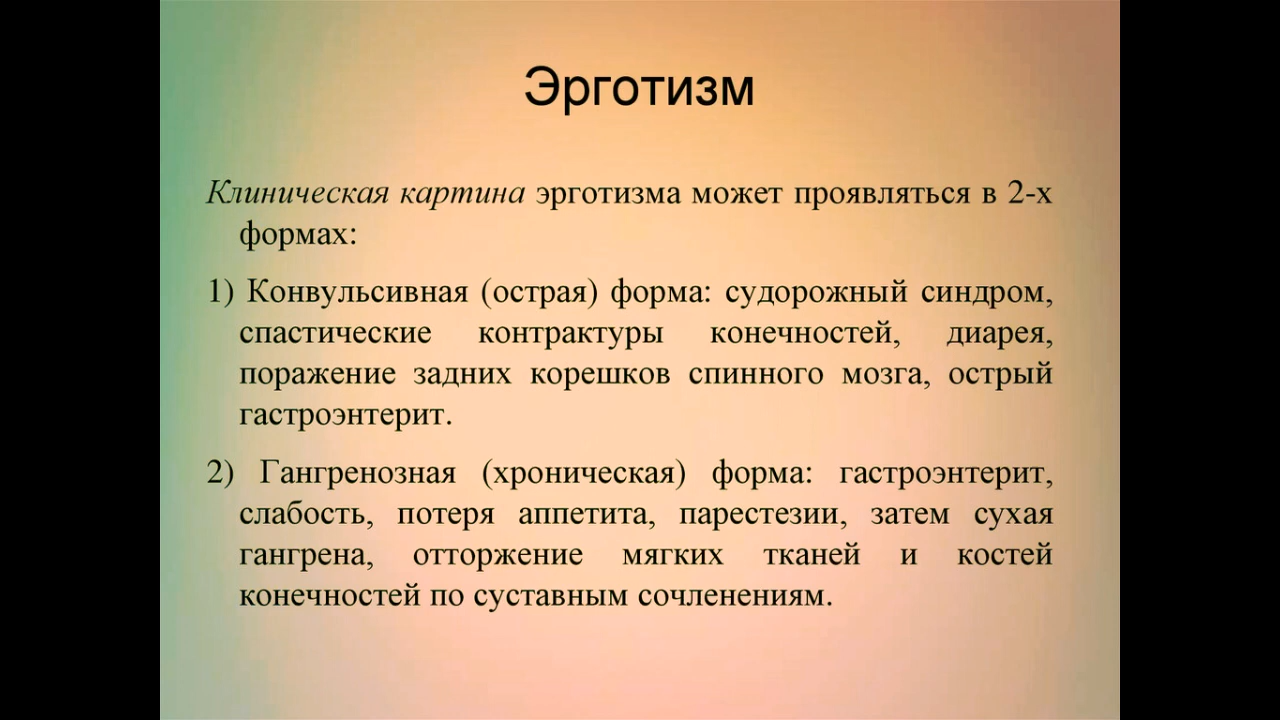 Эрготизм
Клиническая картина эрготизма может проявляться в 2-х
формах:
1) Конвульсивная (острая) форма: судорожный синдром,
спастические контрактуры конечностей, диарея,
поражение задних корешков спинного мозга, острый
гастроэнтерит.
2) Гангренозная (хроническая) форма: гастроэнтерит,
слабость, потеря аппетита, парестезии, затем сухая
гангрена, отторжение мягких тканей и костей
конечностей по суставным сочленениям.